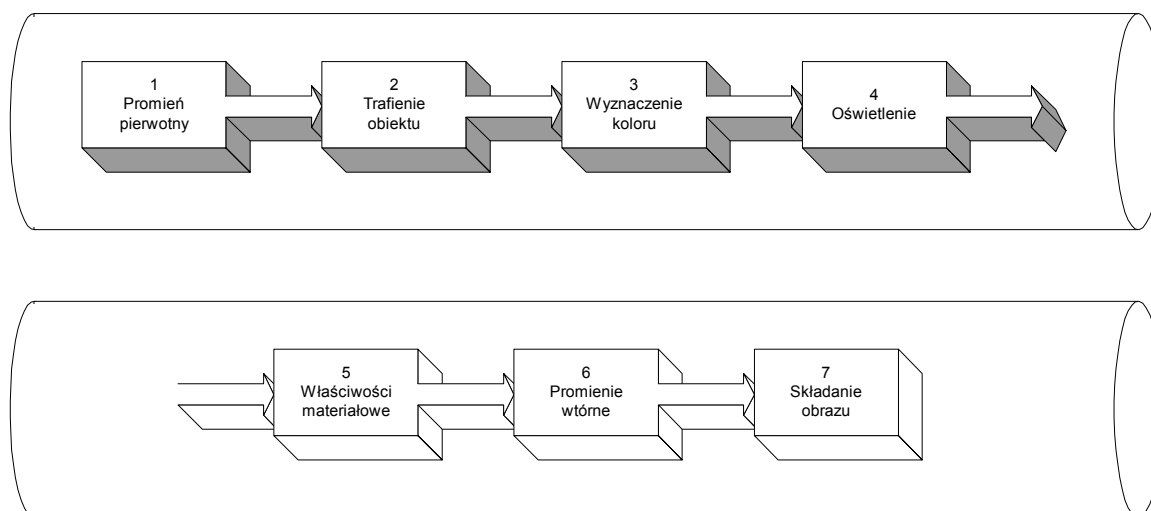 1
Promień
pierwotny
2
Trafienie
obiektu
3
Wyznaczenie
koloru
4
Oświetlenie
5
Właściwości
materiałowe
6
Promienie
wtórne
7
Składanie
obrazu